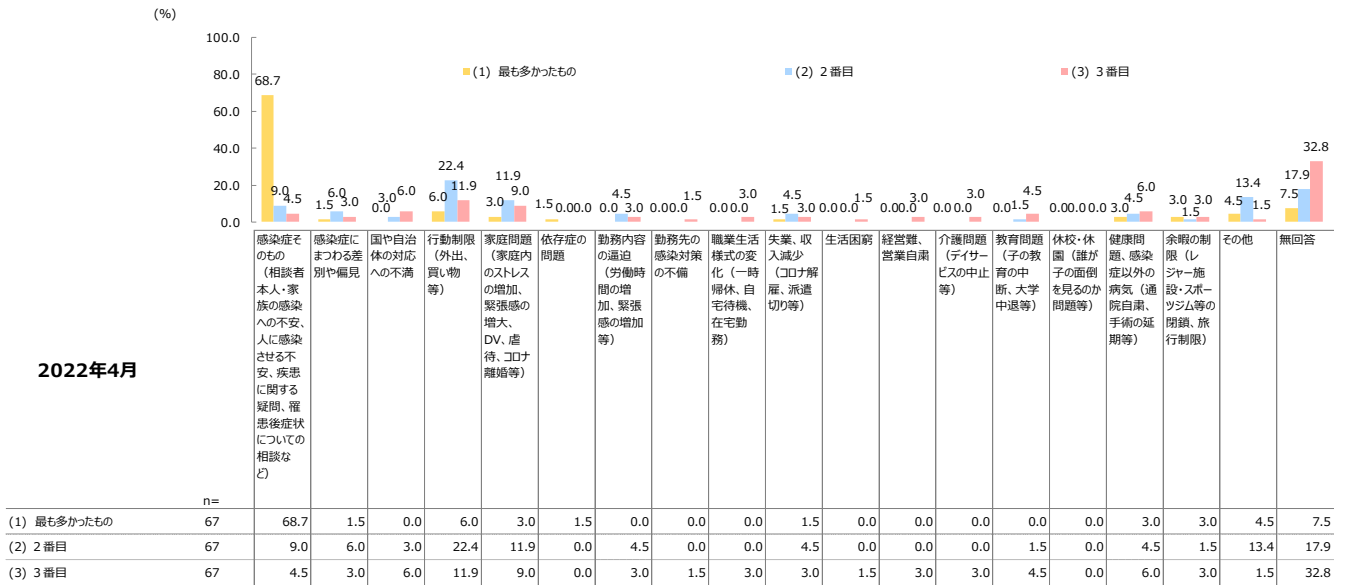 (%)
100.0
80.0
60.0
40.0
20.0
0.0
(1) 最も多かったもの
(2) 2番目
(3) 3番目
68.7 9.0 4.5
1.5 6.0 3.0
0.0 3.0 6.0
6.0 22.4 11.9
3.0 11.9 9.0
1.5 0.0 0.0
0.0 4.5 3.0
0.0 0.0 1.5
0.0 0.0 3.0
1.5 4.5 3.0
0.0 0.0 1.5
0.0 0.0 3.0
0.0 0.0 3.0
0.0 1.5 4.5
0.0 0.0 0.0
3.0 4.5 6.0
3.0 1.5 3.0
4.5 13.4 1.5
7.5 17.9 32.8
2022年4月
感染症そ
のもの
（相談者
本人・家
族の感染
への不安、
人に感染
させる不
安、疾患
に関する
疑問、罹
患後症状
についての
相談な
ど）
感染症に
まつわる差
別や偏見
国や自治
体の対応
への不満
行動制限
（外出、
買い物
等）
家庭問題
（家庭内
のストレス
の増加、
緊張感の
増大、
DV、虐
待、コロナ
離婚等）
依存症の
問題
勤務内容
の逼迫
（労働時
間の増
加、緊張
感の増加
等）
勤務先の
感染対策
の不備
職業生活
様式の変
化（一時
帰休、自
宅待機、
在宅勤
務）
失業、収
入減少
（コロナ解
雇、派遣
切り等）
生活困窮
経営難、
営業自粛
介護問題
（デイサー
ビスの中止
等）
教育問題
（子の教
育の中
断、大学
中退等）
休校・休
園（誰が
子の面倒
を見るのか
問題等）
健康問
題、感染
症以外の
病気（通
院自粛、
手術の延
期等）
余暇の制
限（レ
ジャー施
設・スポー
ツジム等の
閉鎖、旅
行制限）
その他
無回答
n=
(1) 最も多かったもの 67 68.7 1.5 0.0 6.0 3.0 1.5 0.0 0.0 0.0 1.5 0.0 0.0 0.0 0.0 0.0 3.0 3.0 4.5 7.5
(2) 2番目 67 9.0 6.0 3.0 22.4 11.9 0.0 4.5 0.0 0.0 4.5 0.0 0.0 0.0 1.5 0.0 4.5 1.5 13.4 17.9
(3) 3番目 67 4.5 3.0 6.0 11.9 9.0 0.0 3.0 1.5 3.0 3.0 1.5 3.0 3.0 4.5 0.0 6.0 3.0 1.5 32.8